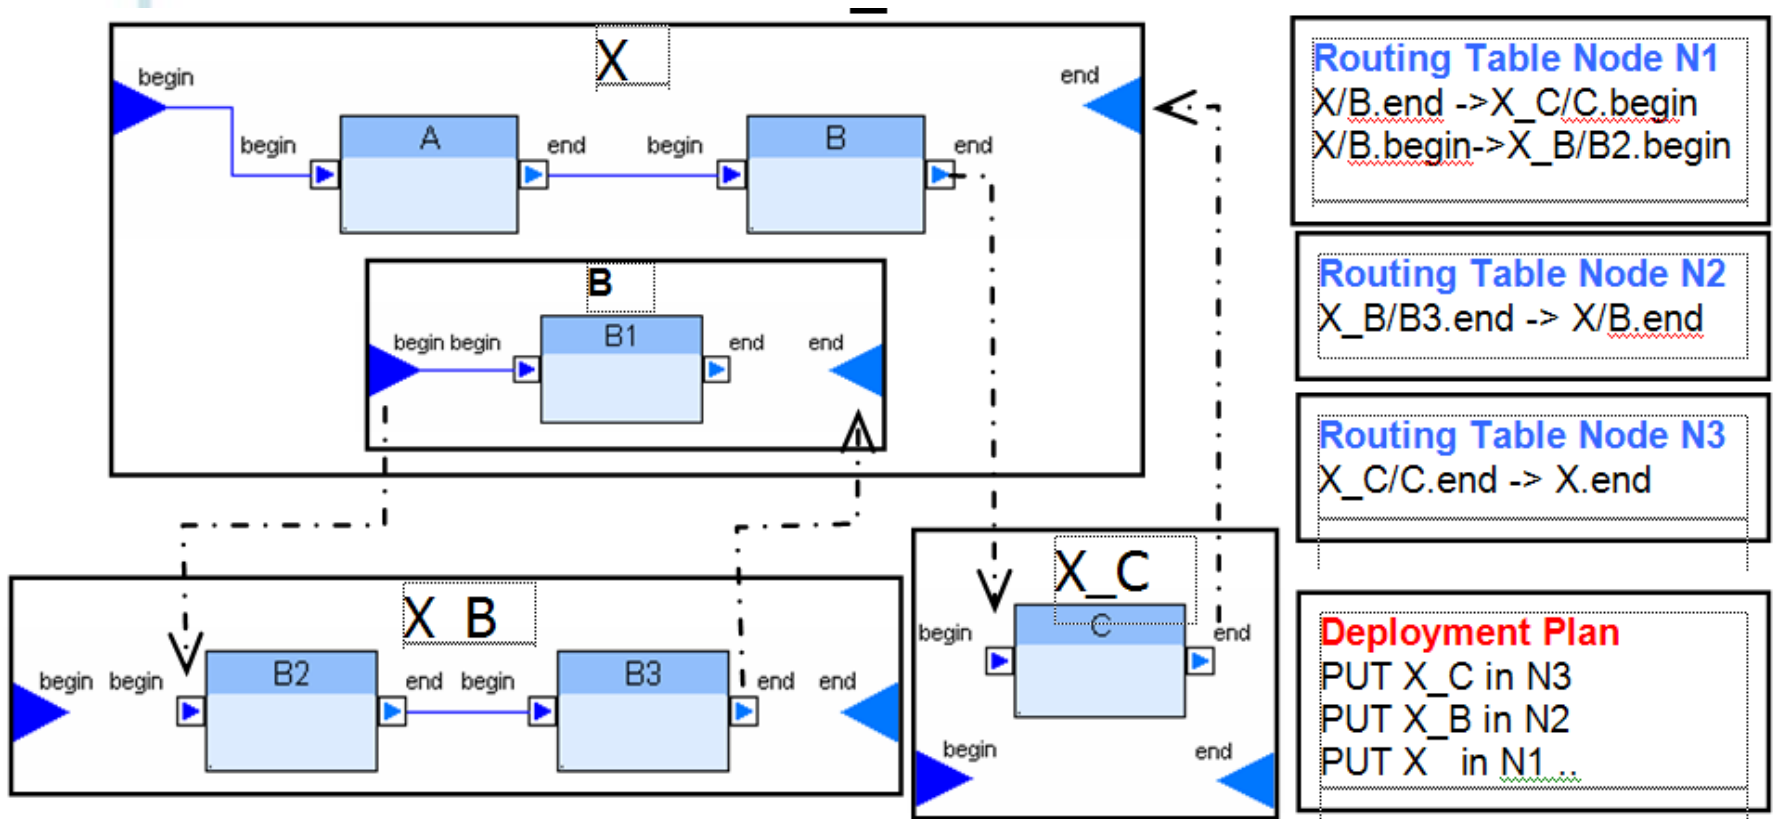 X
begin
end
A
B
begin
end
begin
end
B
B1
begin begin
end
end
X_B
B2
B3
begin
begin
end
begin
end
end
X_C
C
begin
end
begin
end
Routing Table Node N1
X/B.end ->X_C/C.begin
X/B.begin->X_B/B2.begin
Routing Table Node N2
X_B/B3.end -> X/B.end
Routing Table Node N3
X_C/C.end -> X.end
Deployment Plan
PUT X_C in N3
PUT X_B in N2
PUT X in N1 ..